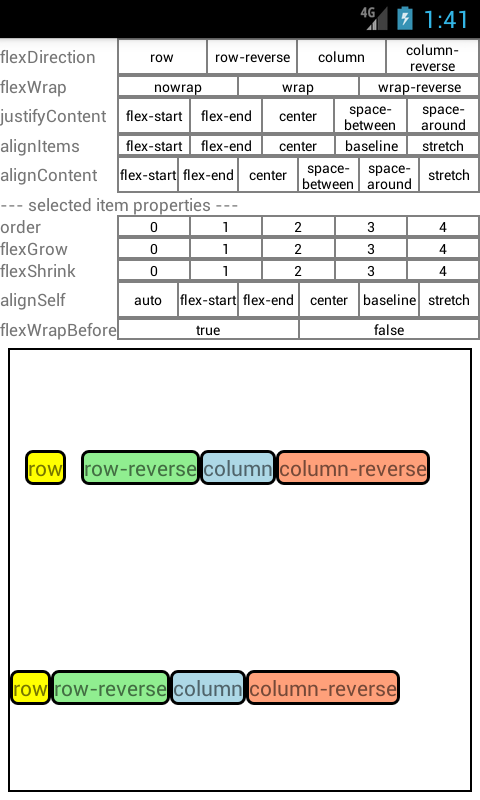 4G 1:41
flexDirection row row-reverse column column-reverse
flexWrap nowrap wrap wrap-reverse
justifyContent flex-start flex-end center space-between space-around
alignItems flex-start flex-end center baseline stretch
alignContent flex-start flex-end center space-between space-around stretch
--- selected item properties ---
order 0 1 2 3 4
flexGrow 0 1 2 3 4
flexShrink 0 1 2 3 4
alignSelf auto flex-start flex-end center baseline stretch
flexWrapBefore true false
row row-reverse column column-reverse
row row-reverse column column-reverse